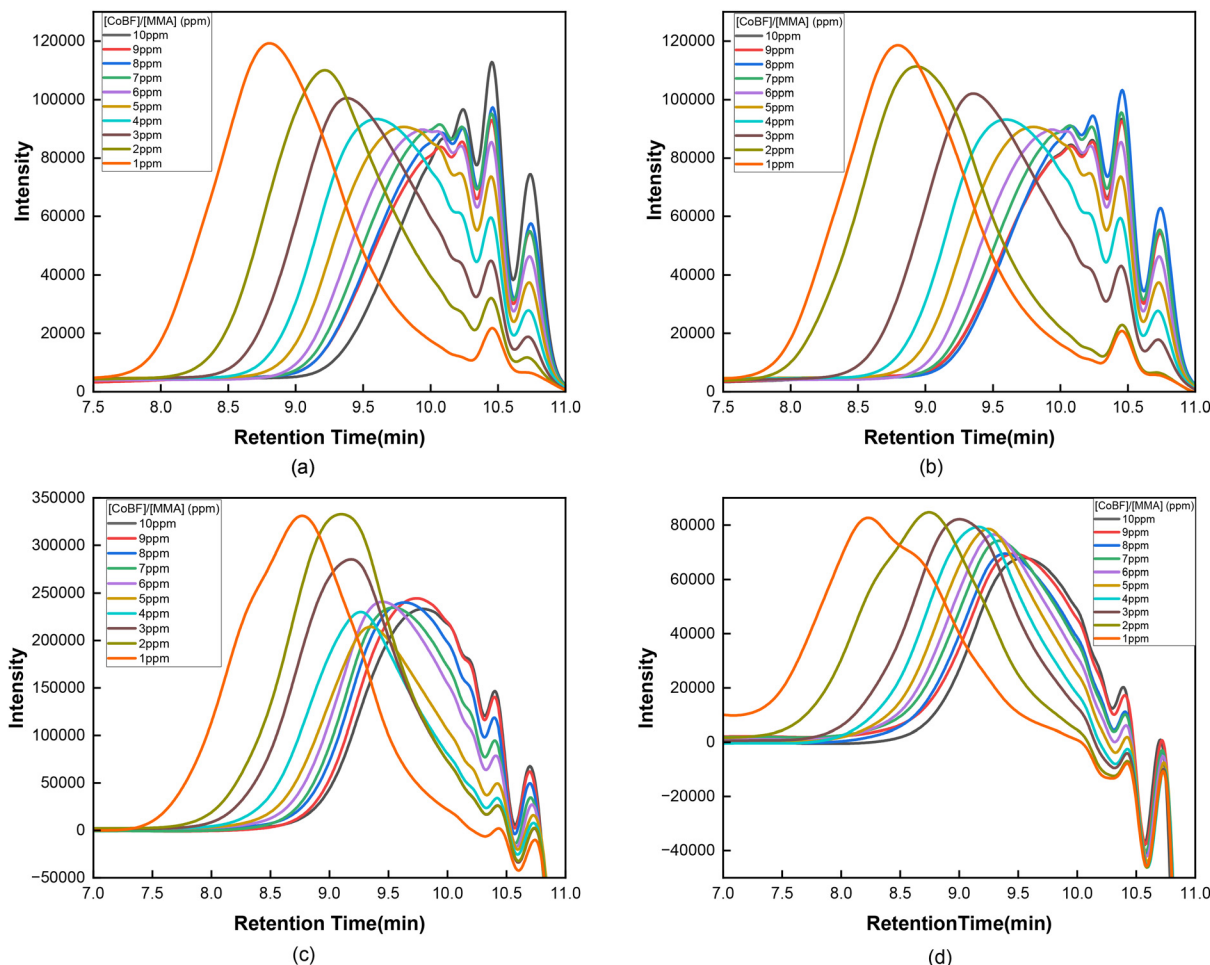 [CoBF]/[MMA] (ppm)
10ppm
9ppm
8ppm
7ppm
6ppm
5ppm
4ppm
3ppm
2ppm
1ppm
120000
100000
80000
60000
40000
20000
0
Intensity
7.5 8.0 8.5 9.0 9.5 10.0 10.5 11.0
Retention Time(min)
(a)
[CoBF]/[MMA] (ppm)
10ppm
9ppm
8ppm
7ppm
6ppm
5ppm
4ppm
3ppm
2ppm
1ppm
120000
100000
80000
60000
40000
20000
0
Intensity
7.5 8.0 8.5 9.0 9.5 10.0 10.5 11.0
Retention Time(min)
(b)
[CoBF]/[MMA] (ppm)
10ppm
9ppm
8ppm
7ppm
6ppm
5ppm
4ppm
3ppm
2ppm
1ppm
350000
300000
250000
200000
150000
100000
50000
0
−50000
Intensity
7.0 7.5 8.0 8.5 9.0 9.5 10.0 10.5 11.0
Retention Time(min)
(c)
[CoBF]/[MMA] (ppm)
10ppm
9ppm
8ppm
7ppm
6ppm
5ppm
4ppm
3ppm
2ppm
1ppm
80000
60000
40000
20000
0
−20000
−40000
Intensity
7.0 7.5 8.0 8.5 9.0 9.5 10.0 10.5 11.0
RetentionTime(min)
(d)